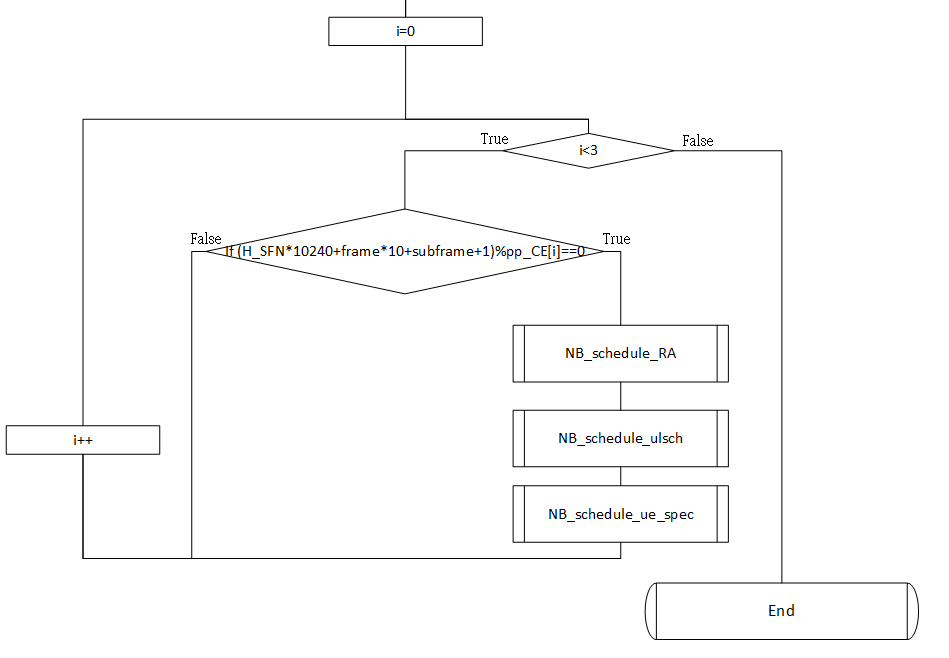 i=0
True
i<3
False
False
If (H_SFN*10240+frame*10+subframe+1)%pp_CE[i]==0
True
NB_schedule_RA
i++
NB_schedule_ulsch
NB_schedule_ue_spec
End